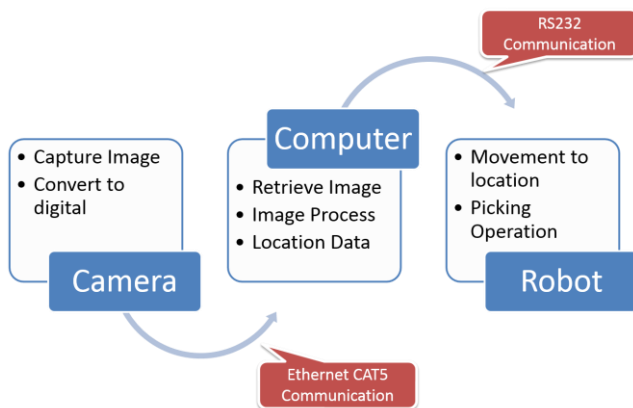 • Capture Image
• Convert to
digital
Camera
Ethernet CAT5
Communication
Computer
• Retrieve Image
• Image Process
• Location Data
RS232
Communication
• Movement to
location
• Picking
Operation
Robot